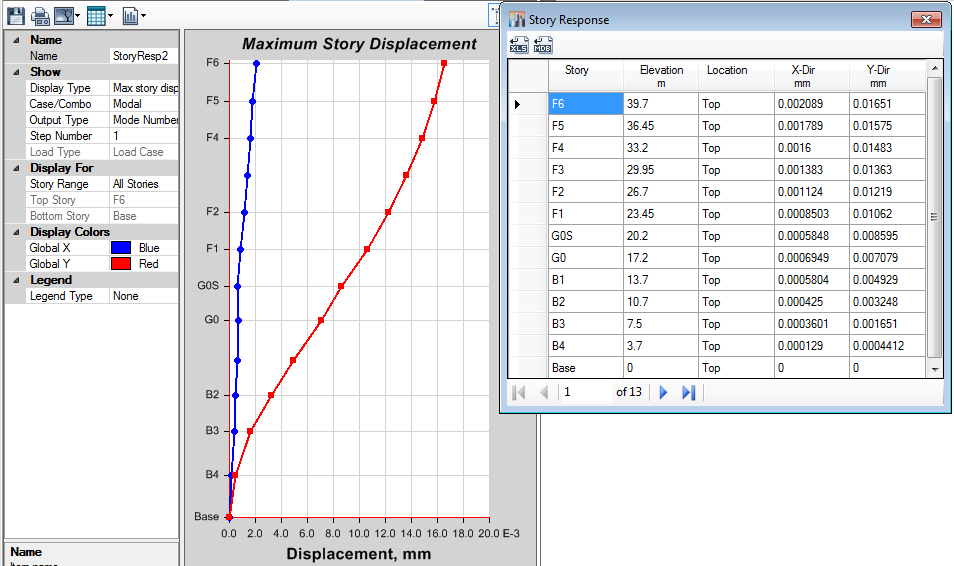 Name
Name StoryResp2
Show
Display Type Max story disp
Case/Combo Modal
Output Type Mode Number
Step Number 1
Load Type Load Case
Display For
Story Range All Stories
Top Story F6
Bottom Story Base
Display Colors
Global X Blue
Global Y Red
Legend
Legend Type None
Name
Maximum Story Displacement
F6
F5
F4
F2
F1
G0S
G0
B2
B3
B4
Base
0.0 2.0 4.0 6.0 8.0 10.0 12.0 14.0 16.0 18.0 20.0 E-3
Displacement, mm
Story Response
XLS MDB
Story Elevation Location X-Dir Y-Dir
m mm mm
F6 39.7 Top 0.002089 0.01651
F5 36.45 Top 0.001789 0.01575
F4 33.2 Top 0.0016 0.01483
F3 29.95 Top 0.001383 0.01363
F2 26.7 Top 0.001124 0.01219
F1 23.45 Top 0.0008503 0.01062
G0S 20.2 Top 0.0005848 0.008595
G0 17.2 Top 0.0006949 0.007079
B1 13.7 Top 0.0005804 0.004929
B2 10.7 Top 0.000425 0.003248
B3 7.5 Top 0.0003601 0.001651
B4 3.7 Top 0.000129 0.0004412
Base 0 Top 0 0
1 of 13